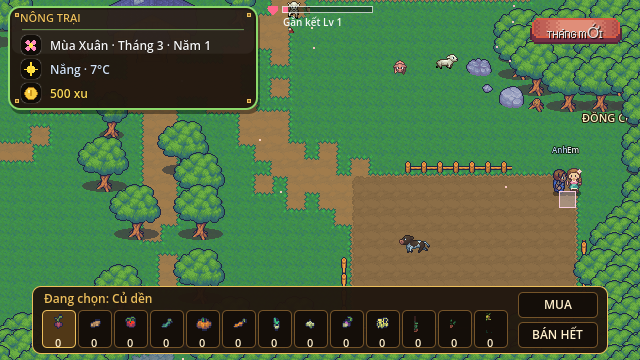 NÔNG TRẠI
Mùa Xuân · Tháng 3 · Năm 1
Nắng · 7°C
500 xu
Gắn kết Lv 1
THÁNG MỚI
ĐỒNG C
AnhEm
Đang chọn: Củ dền
0 0 0 0 0 0 0 0 0 0 0 0 0
MUA
BÁN HẾT